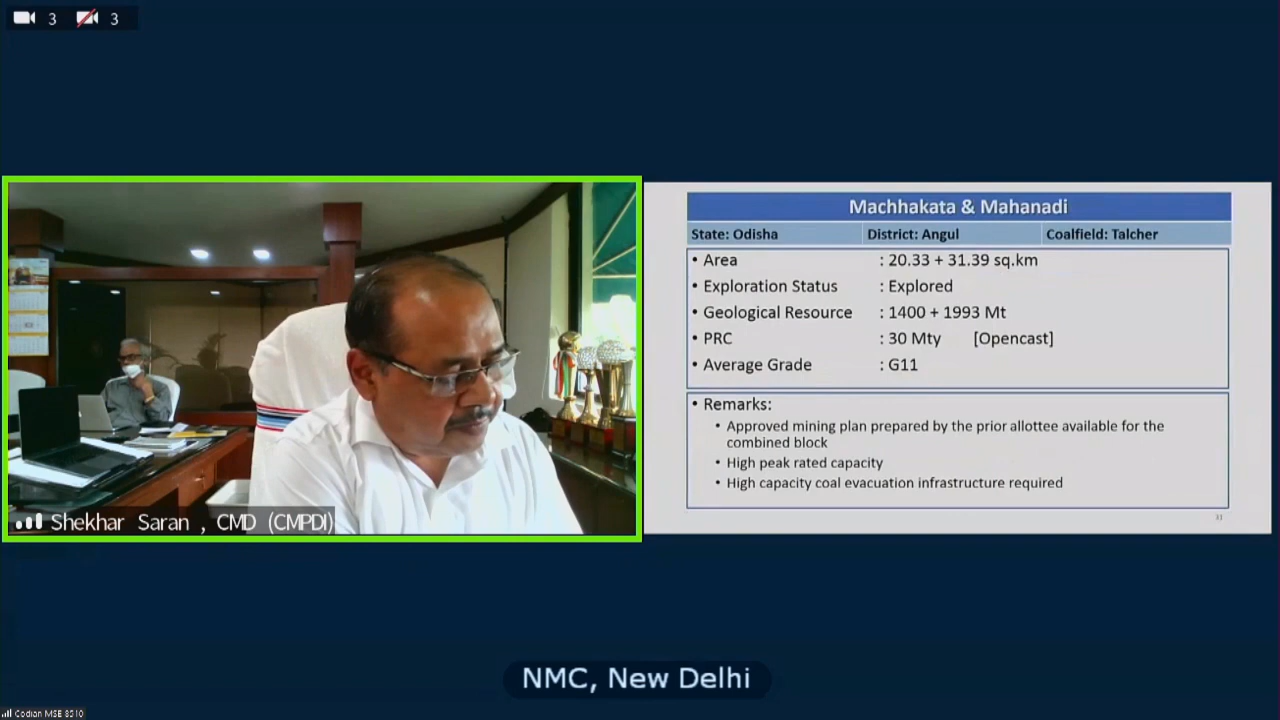 3 3
Machhakata & Mahanadi
State: Odisha District: Angul Coalfield: Talcher
• Area : 20.33 + 31.39 sq.km
• Exploration Status : Explored
• Geological Resource : 1400 + 1993 Mt
• PRC : 30 Mty [Opencast]
• Average Grade : G11
• Remarks:
• Approved mining plan prepared by the prior allottee available for the
combined block
• High peak rated capacity
• High capacity coal evacuation infrastructure required
Shekhar Saran , CMD (CMPDI)
NMC, New Delhi
Codian MSE 8510